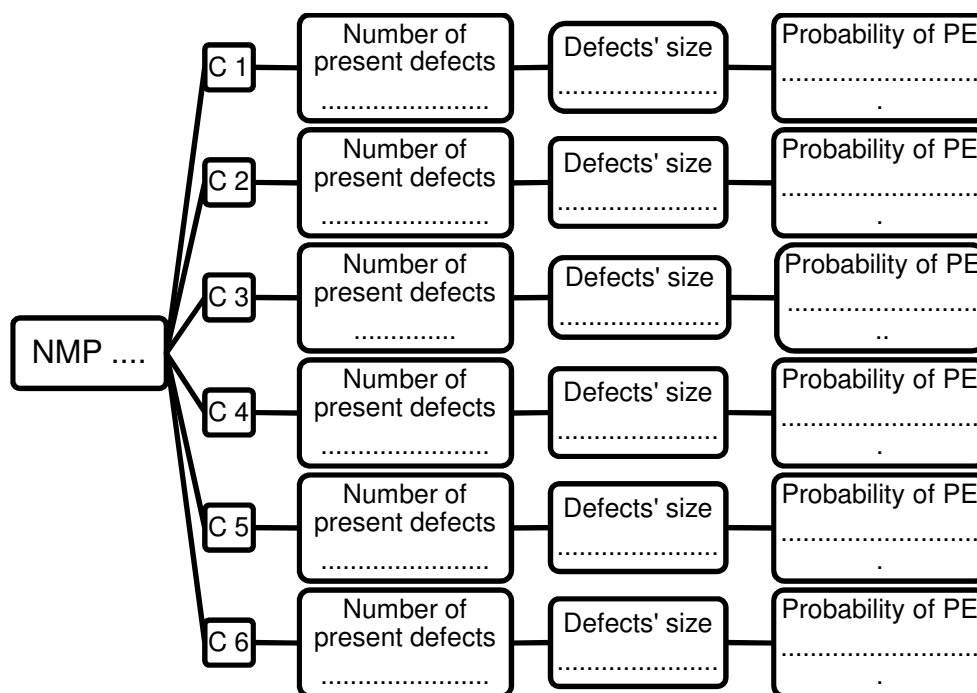 NMP ....
C 1
Number of
present defects
.......................
Defects' size
......................
Probability of PE
...........................
.
C 2
Number of
present defects
.......................
Defects' size
......................
Probability of PE
...........................
.
C 3
Number of
present defects
..............
Defects' size
......................
Probability of PE
...........................
..
C 4
Number of
present defects
.......................
Defects' size
......................
Probability of PE
...........................
.
C 5
Number of
present defects
.......................
Defects' size
......................
Probability of PE
...........................
.
C 6
Number of
present defects
.......................
Defects' size
......................
Probability of PE
...........................
.